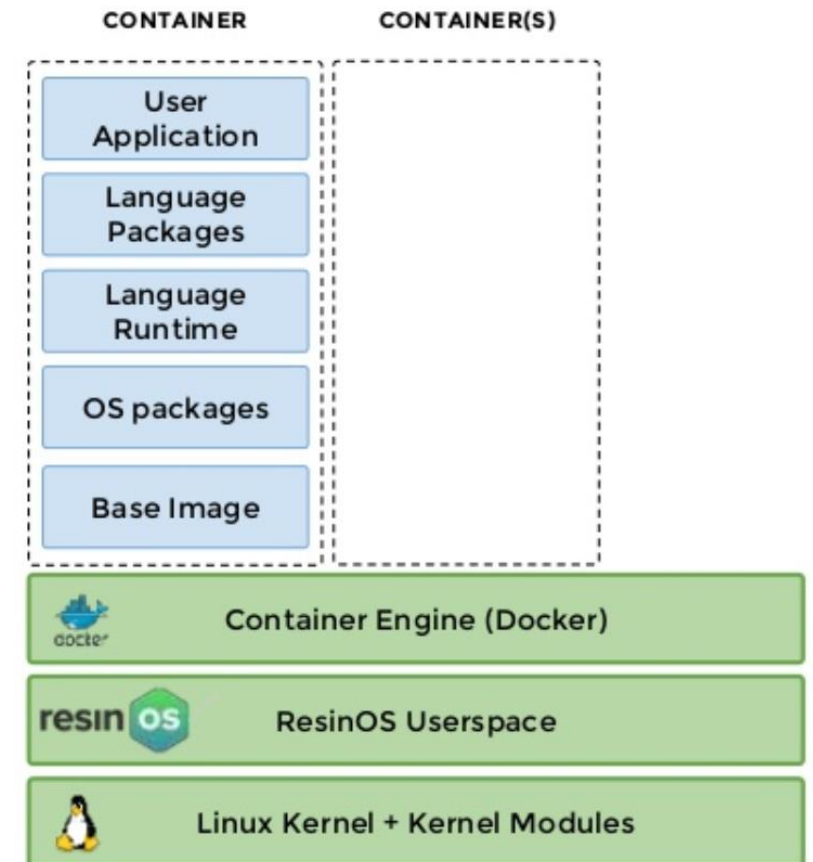 CONTAINER
CONTAINER(S)
User
Application
Language
Packages
Language
Runtime
OS packages
Base Image
docker
Container Engine (Docker)
resin OS
ResinOS Userspace
Linux Kernel + Kernel Modules